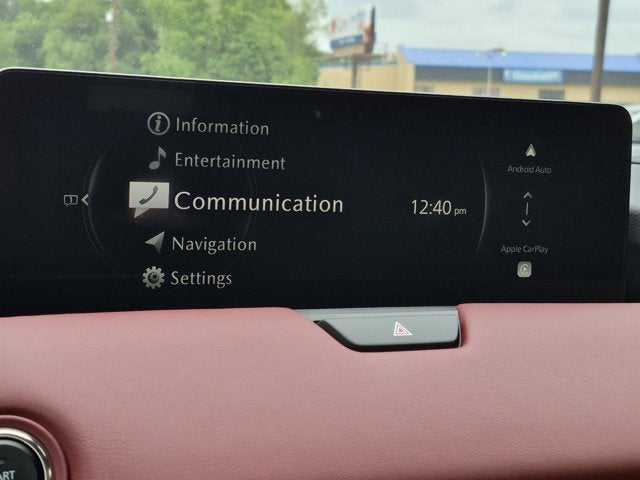 Information
Entertainment
Communication
12:40 pm
Navigation
Settings
Android Auto
Apple CarPlay